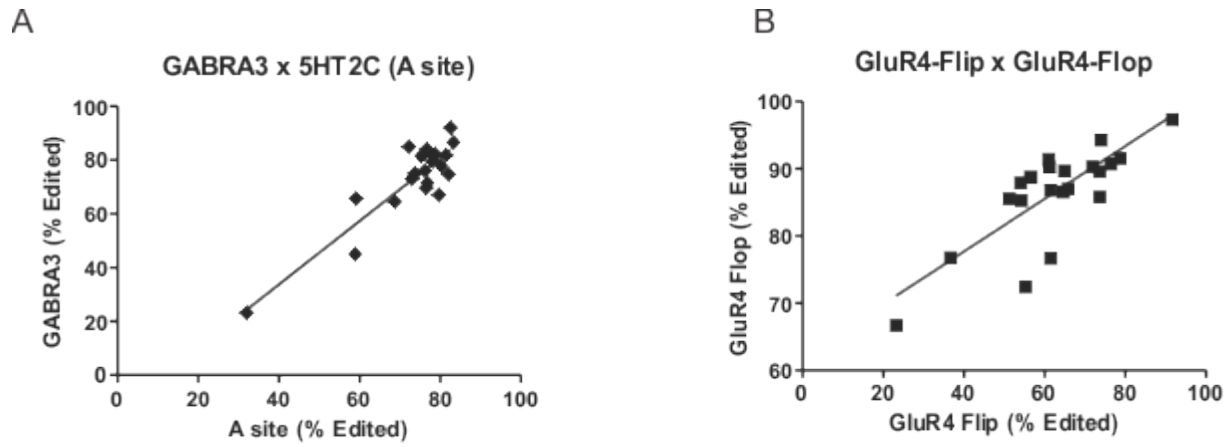 A
GABRA3 x 5HT2C (A site)
GABRA3 (% Edited)
100
80
60
40
20
0
0 20 40 60 80 100
A site (% Edited)
B
GluR4-Flip x GluR4-Flop
GluR4 Flop (% Edited)
100
90
80
70
60
0 20 40 60 80 100
GluR4 Flip (% Edited)